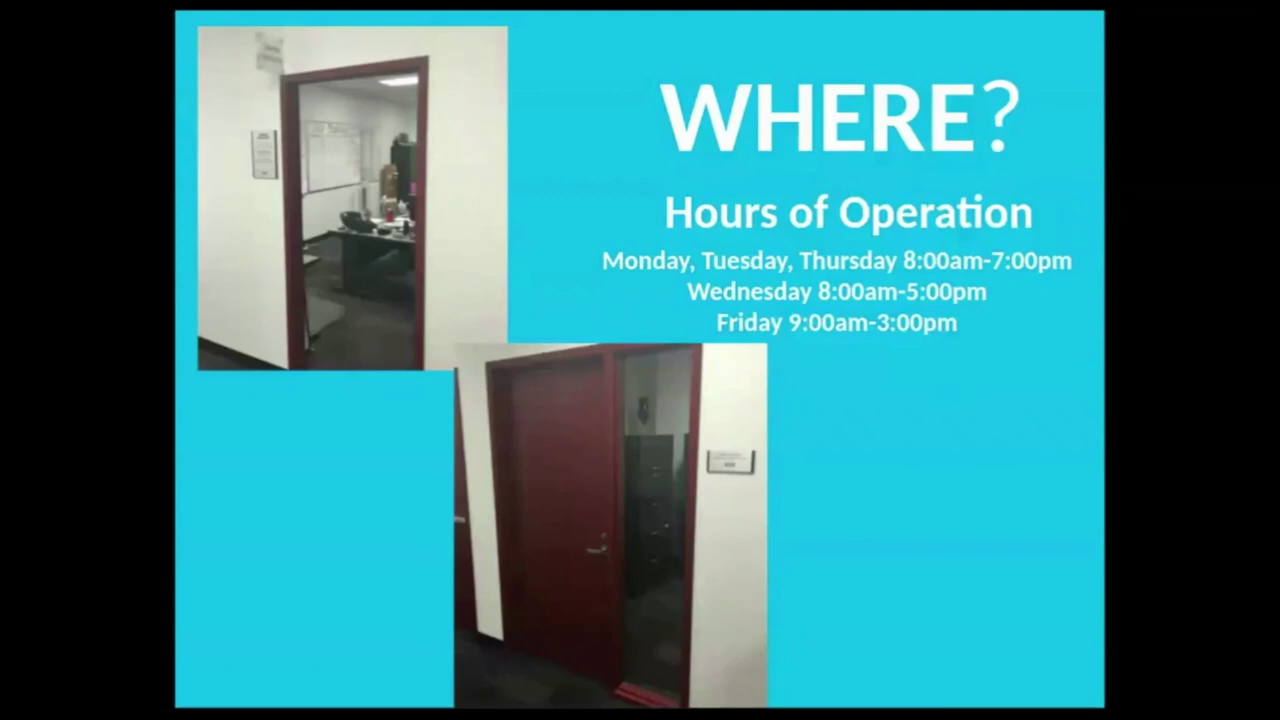 WHERE?
Hours of Operation
Monday, Tuesday, Thursday 8:00am-7:00pm
Wednesday 8:00am-5:00pm
Friday 9:00am-3:00pm